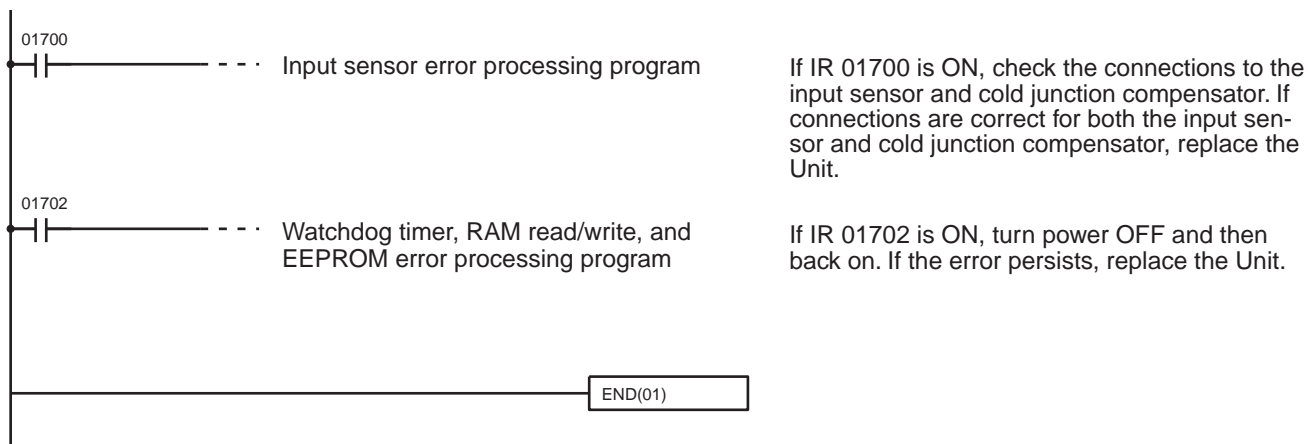 01700
Input sensor error processing program
If IR 01700 is ON, check the connections to the
input sensor and cold junction compensator. If
connections are correct for both the input sen-
sor and cold junction compensator, replace the
Unit.
01702
Watchdog timer, RAM read/write, and
EEPROM error processing program
If IR 01702 is ON, turn power OFF and then
back on. If the error persists, replace the Unit.
END(01)